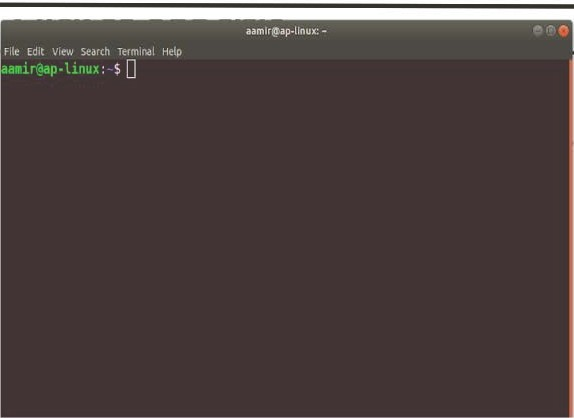 aamir@ap-linux: ~
File Edit View Search Terminal Help
aamir@ap-linux:~$